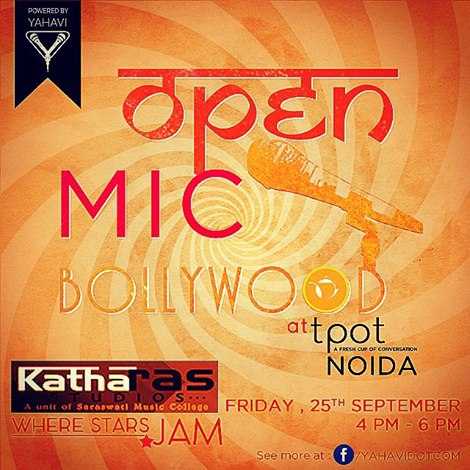 POWERED BY
YAHAVI
OPEN
MIC
BOLLYWOOD
at tpot
A FRESH CUP OF CONVERSATION
NOIDA
Katharas
STUDIOS...
A unit of Saraswati Music College
WHERE STARS JAM
FRIDAY , 25TH SEPTEMBER
4 PM - 6 PM
See more at : f/YAHAVIDOTCOM